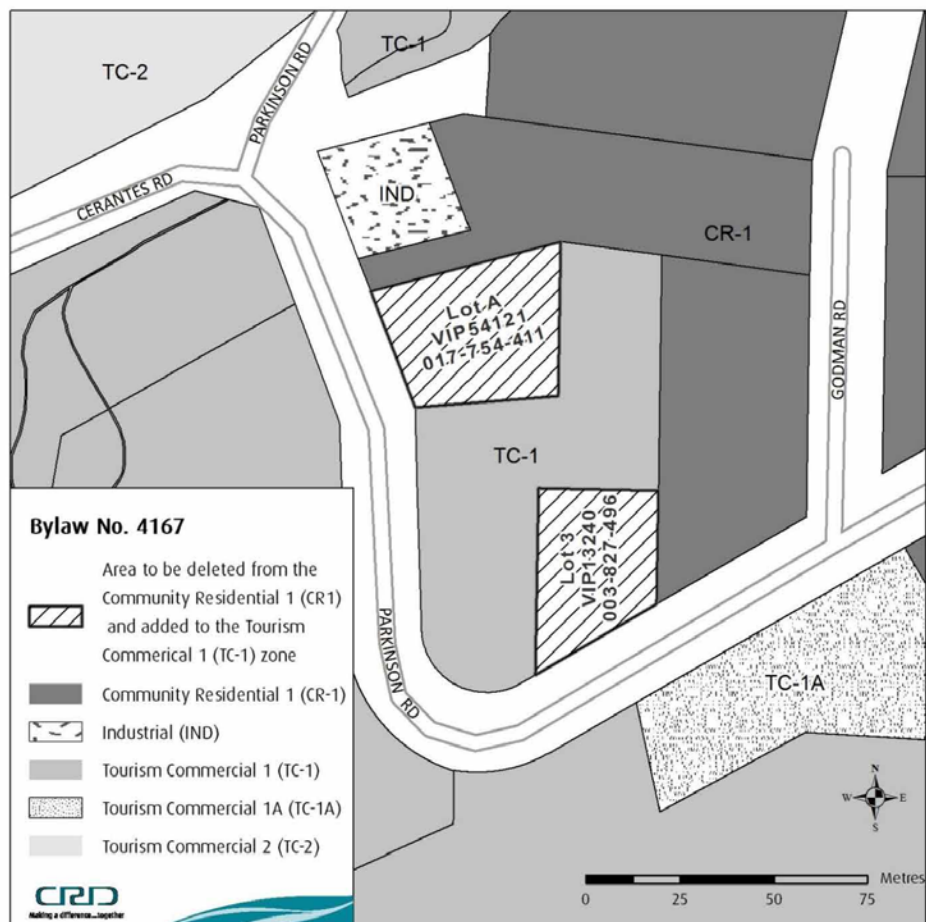 TC-2
PARKINSON RD
TC-1
CERANTES RD
IND
CR-1
Lot A
VIP54121
017-754-411
GODMAN RD
TC-1
Lot 3
VIP13240
003-827-496
PARKINSON RD
TC-1A
Bylaw No. 4167
Area to be deleted from the
Community Residential 1 (CR1)
and added to the Tourism
Commerical 1 (TC-1) zone
Community Residential 1 (CR-1)
Industrial (IND)
Tourism Commercial 1 (TC-1)
Tourism Commercial 1A (TC-1A)
Tourism Commercial 2 (TC-2)
CRD
Making a difference...together
N
W E
S
Metres
0 25 50 75